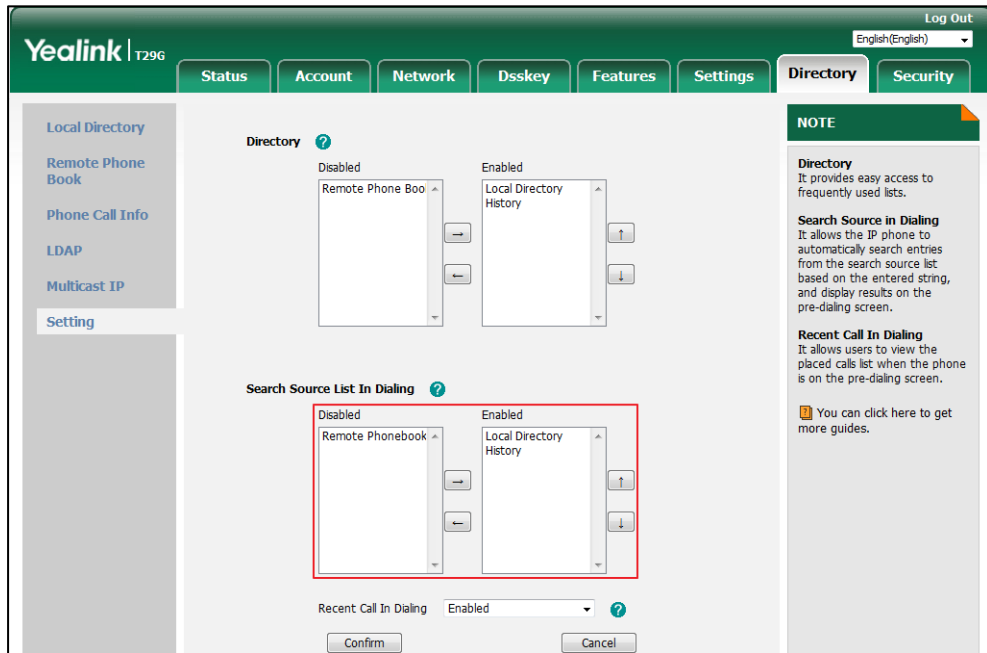 Log Out
English(English)
Yealink T29G
Status Account Network Dsskey Features Settings Directory Security
Local Directory
Remote Phone
Book
Phone Call Info
LDAP
Multicast IP
Setting
Directory ?
Disabled Enabled
Remote Phone Boo Local Directory
History
→ ↑
← ↓
Search Source List In Dialing ?
Disabled Enabled
Remote Phonebook Local Directory
History
→ ↑
← ↓
Recent Call In Dialing Enabled ?
Confirm Cancel
NOTE
Directory
It provides easy access to
frequently used lists.
Search Source in Dialing
It allows the IP phone to
automatically search entries
from the search source list
based on the entered string,
and display results on the
pre-dialing screen.
Recent Call In Dialing
It allows users to view the
placed calls list when the phone
is on the pre-dialing screen.
? You can click here to get
more guides.